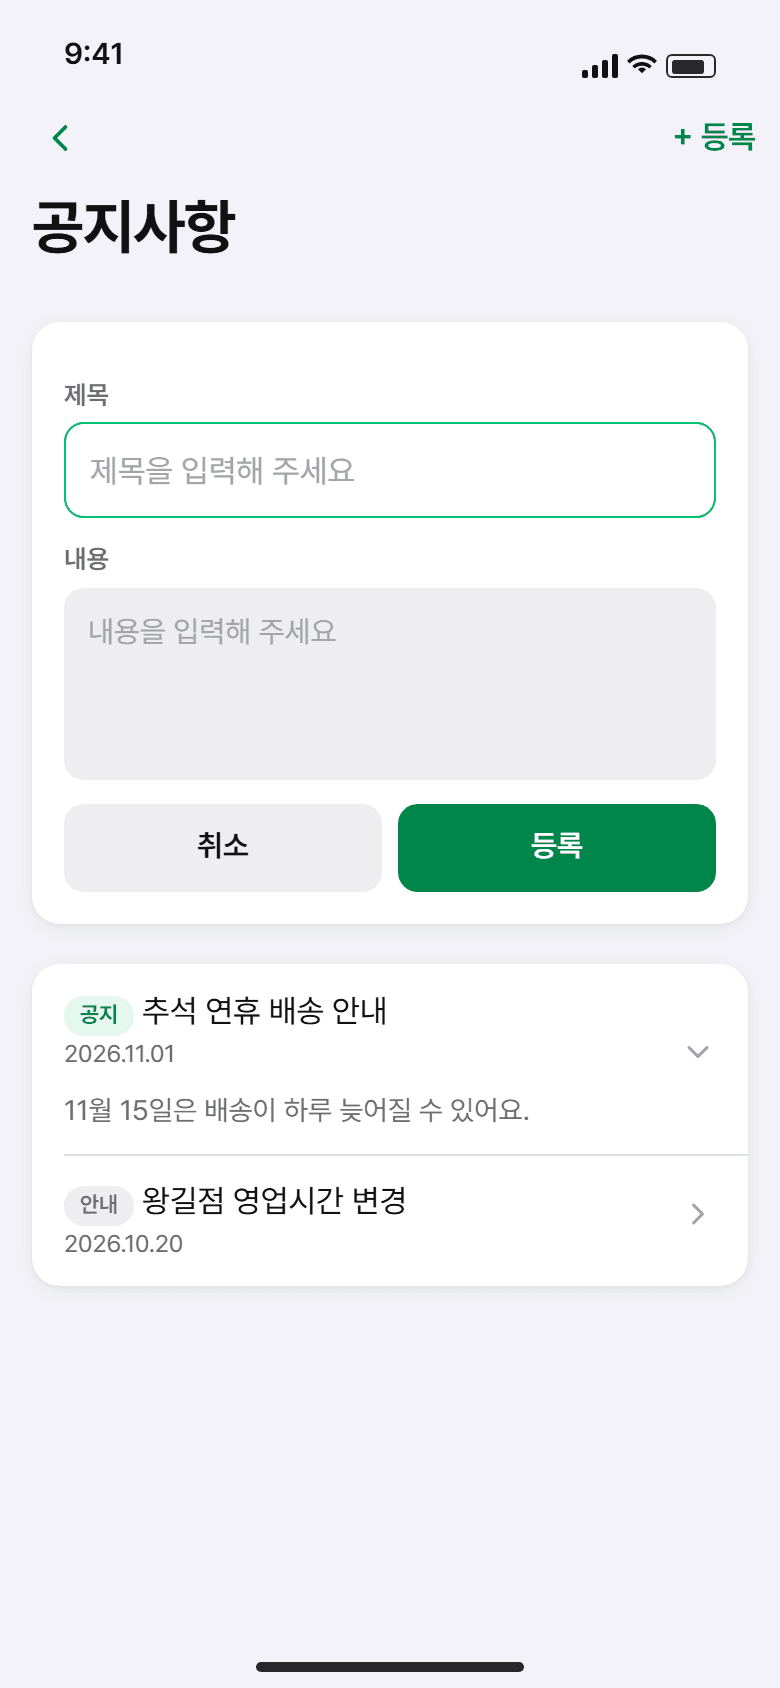 9:41
+ 등록
공지사항
제목
제목을 입력해 주세요
내용
내용을 입력해 주세요
취소
등록
공지 추석 연휴 배송 안내
2026.11.01
11월 15일은 배송이 하루 늦어질 수 있어요.
안내 왕길점 영업시간 변경
2026.10.20